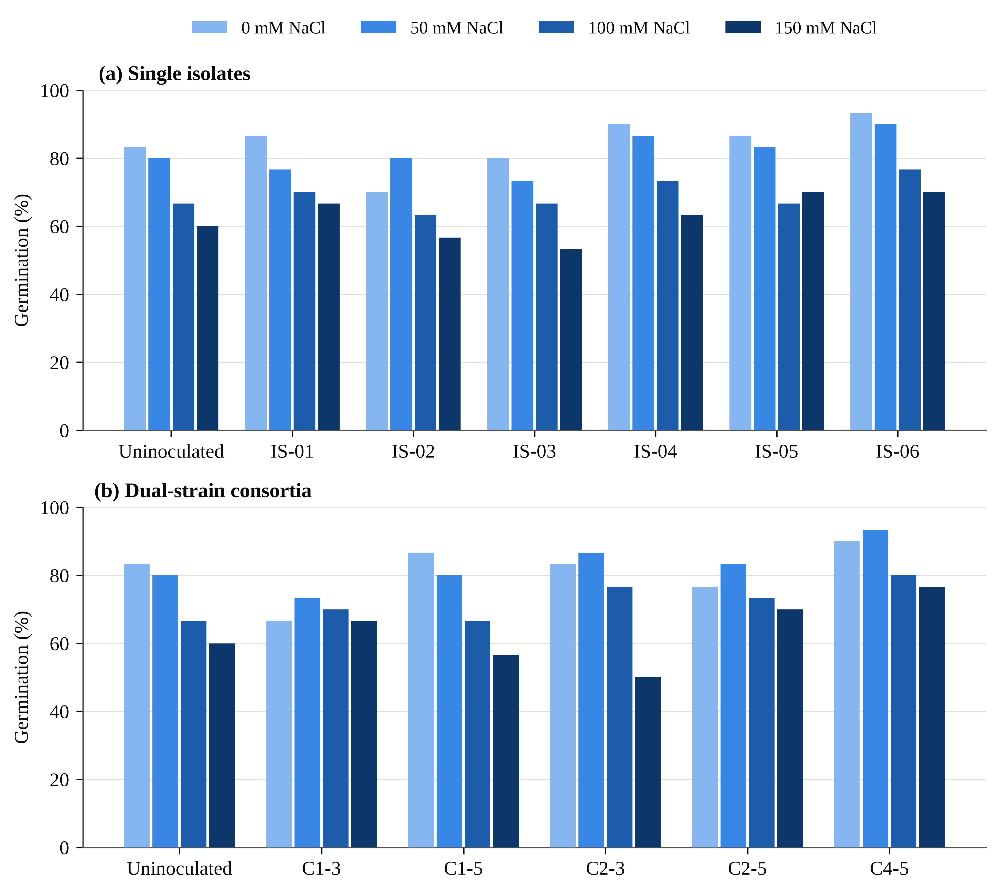 0 mM NaCl 50 mM NaCl 100 mM NaCl 150 mM NaCl
(a) Single isolates
100
80
60
40
20
0
Germination (%)
Uninoculated IS-01 IS-02 IS-03 IS-04 IS-05 IS-06
(b) Dual-strain consortia
100
80
60
40
20
0
Germination (%)
Uninoculated C1-3 C1-5 C2-3 C2-5 C4-5